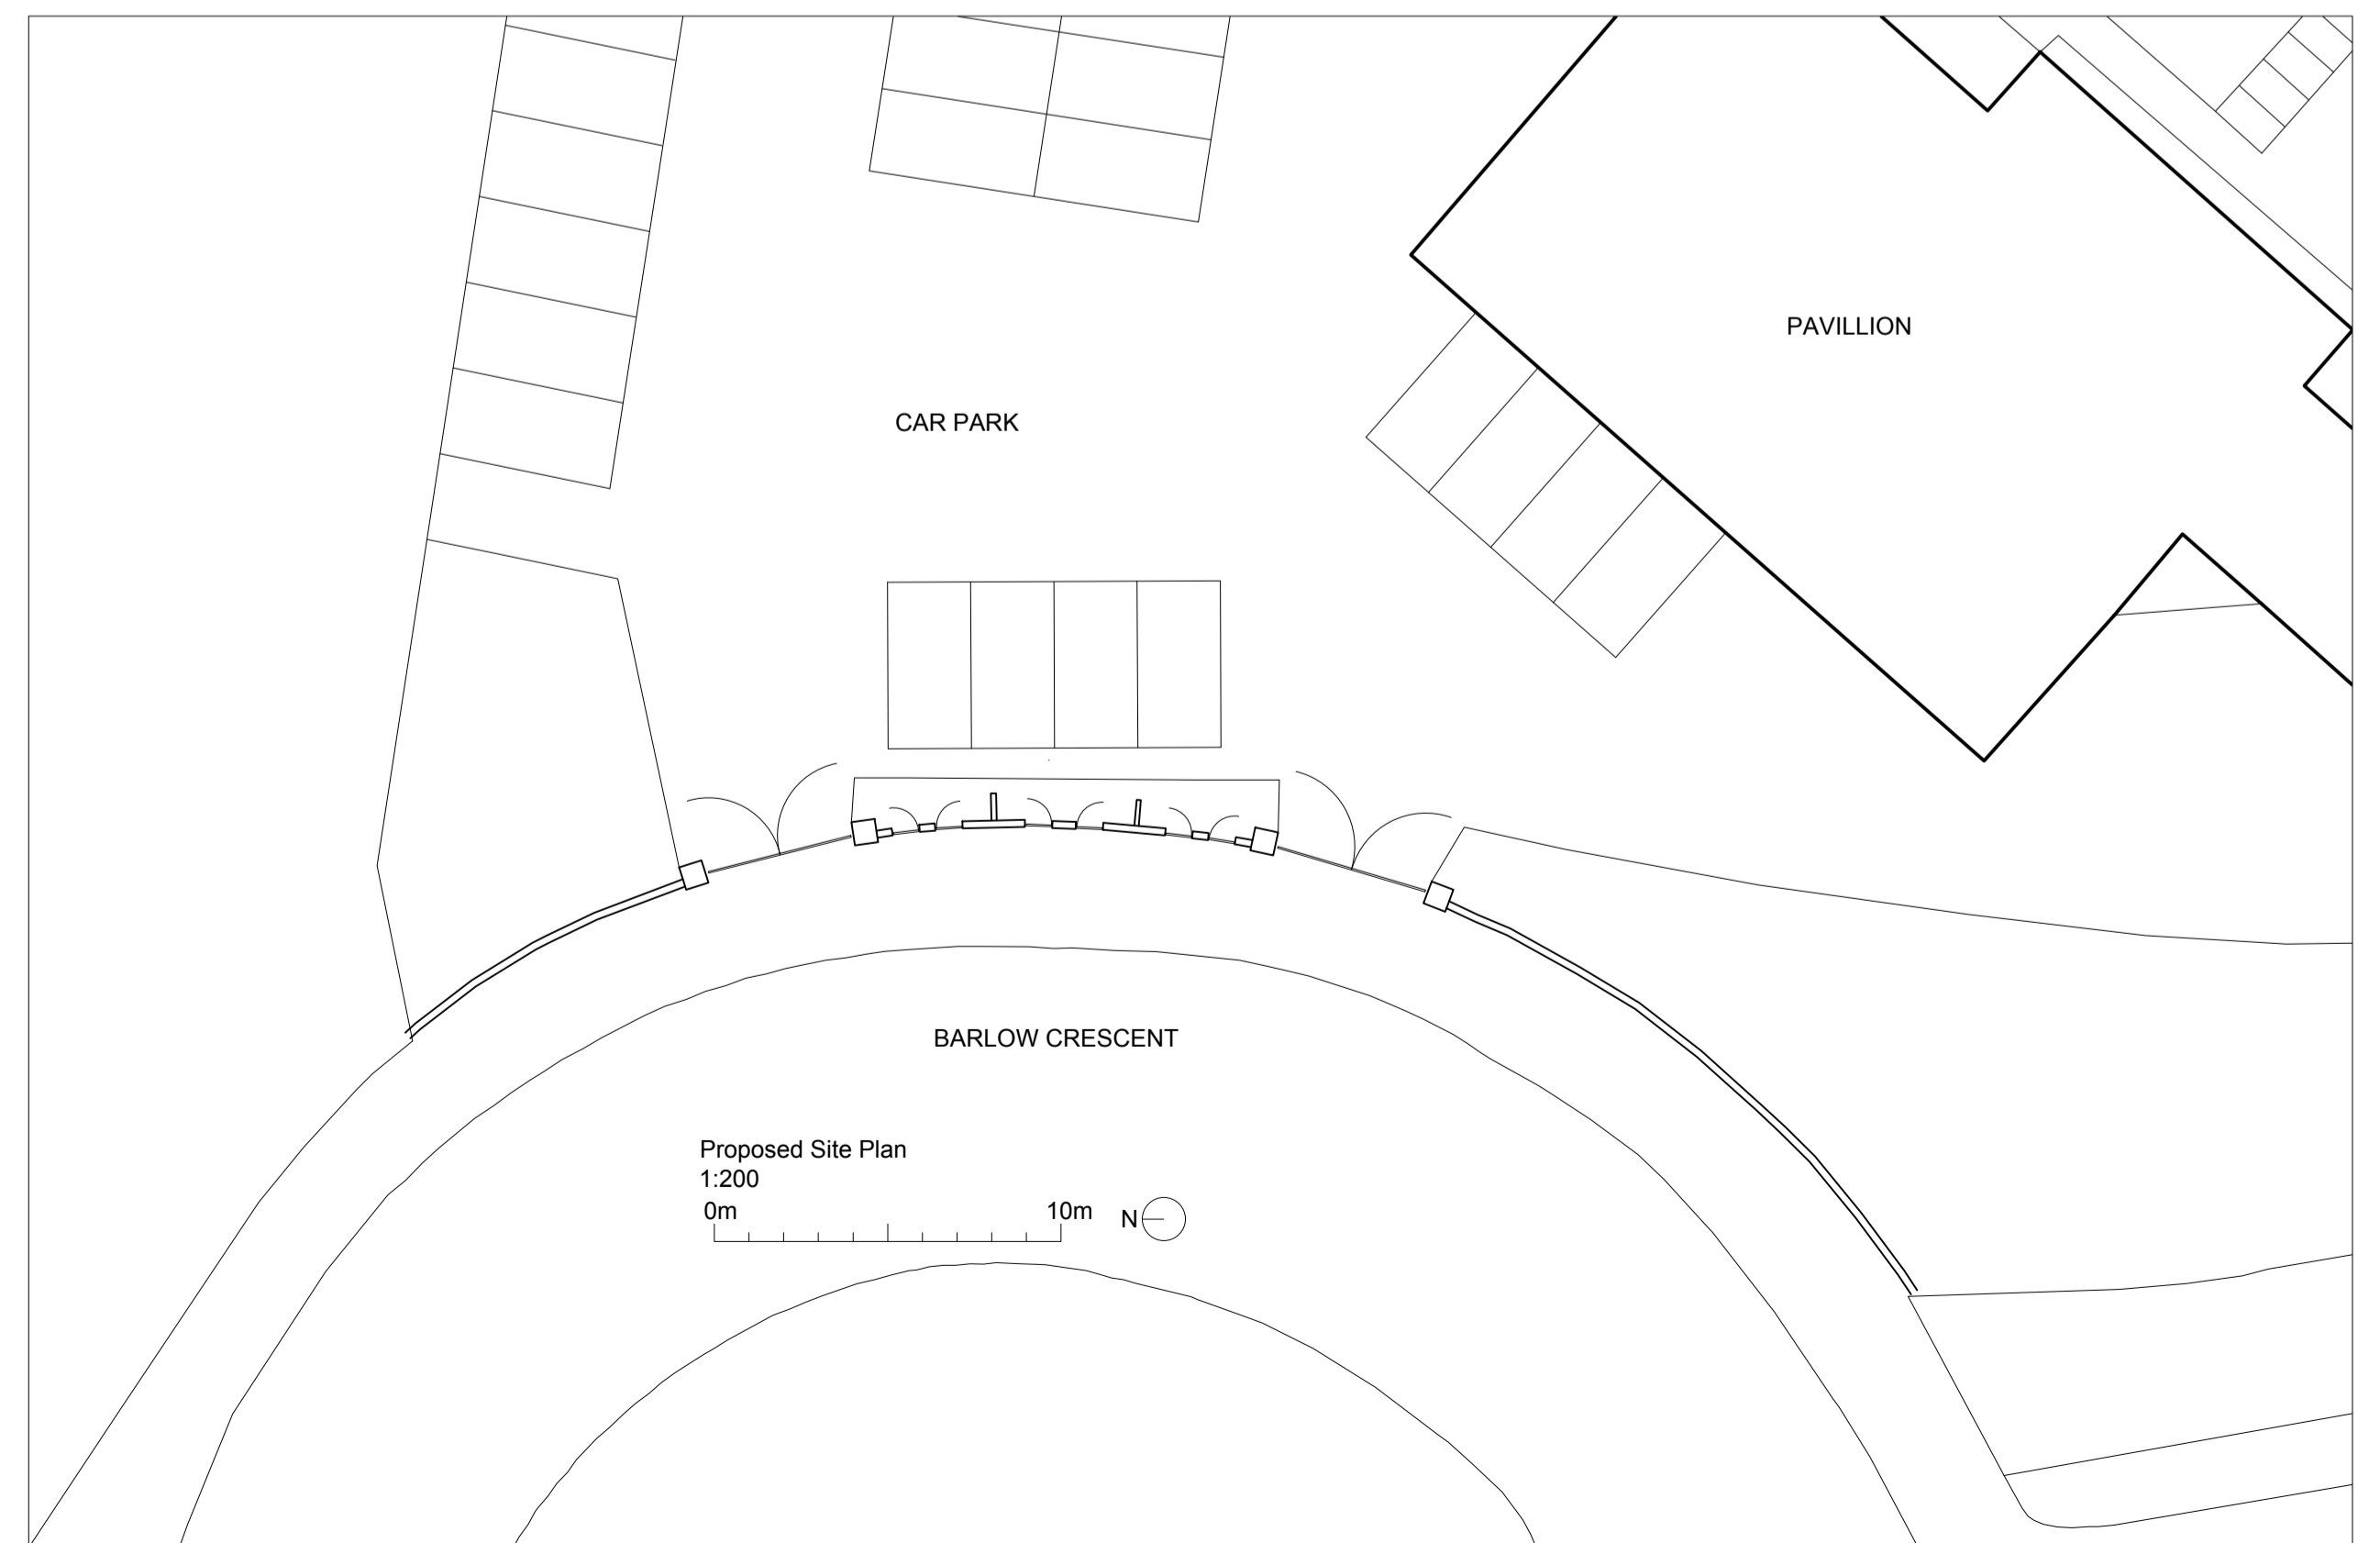 PAVILLION
CAR PARK
BARLOW CRESCENT
Proposed Site Plan
1:200
0m 10m
N